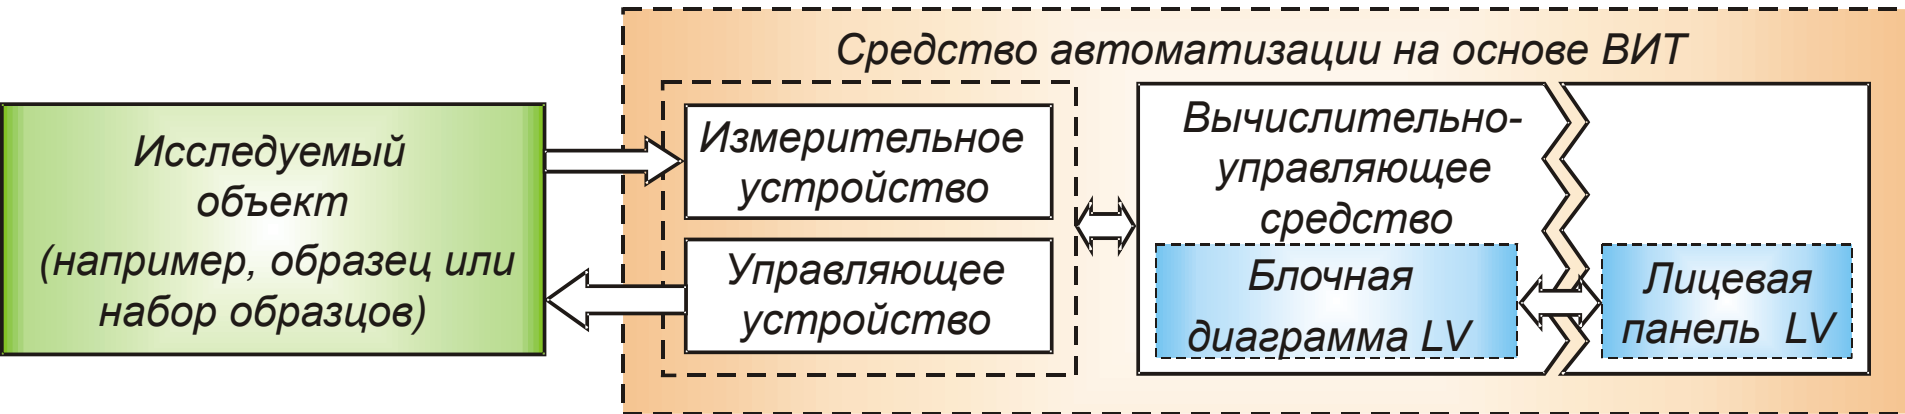 Средство автоматизации на основе ВИТ
Исследуемый
объект
(например, образец или
набор образцов)
Измерительное
устройство
Управляющее
устройство
Вычислительно-
управляющее
средство
Блочная
диаграмма LV
Лицевая
панель LV